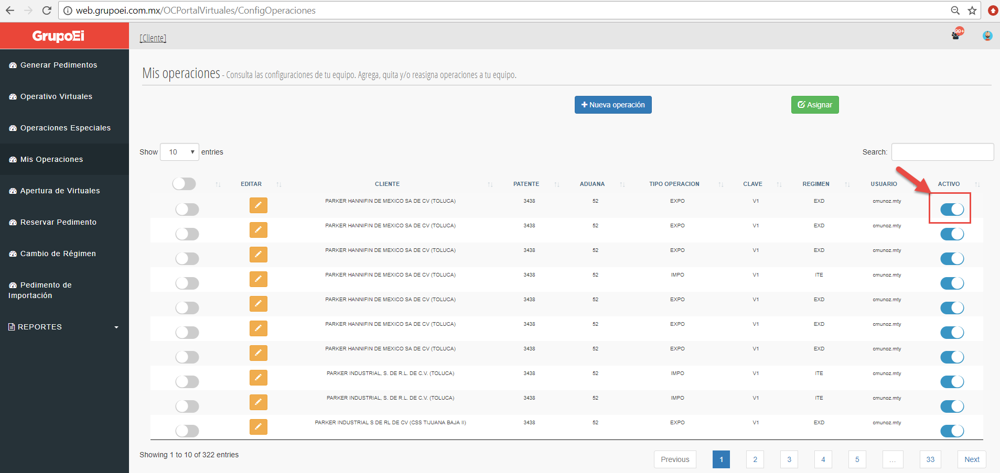 web.grupoei.com.mx/OCPortalVirtuales/ConfigOperaciones
GrupoEi
[Cliente]
99+
Generar Pedimentos
Operativo Virtuales
Operaciones Especiales
Mis Operaciones
Apertura de Virtuales
Reservar Pedimento
Cambio de Régimen
Pedimento de
Importación
REPORTES
Mis operaciones - Consulta las configuraciones de tu equipo. Agrega, quita y/o reasigna operaciones a tu equipo.
Nueva operación
Asignar
Show 10 entries
Search:
EDITAR CLIENTE PATENTE ADUANA TIPO OPERACION CLAVE REGIMEN USUARIO ACTIVO
PARKER HANNIFIN DE MEXICO SA DE CV (TOLUCA) 3438 52 EXPO V1 EXD cmunoz.mty
PARKER HANNIFIN DE MEXICO SA DE CV (TOLUCA) 3438 52 EXPO V1 EXD cmunoz.mty
PARKER HANNIFIN DE MEXICO SA DE CV (TOLUCA) 3438 52 EXPO V1 EXD cmunoz.mty
PARKER HANNIFIN DE MEXICO SA DE CV (TOLUCA) 3438 52 IMPO V1 ITE cmunoz.mty
PARKER HANNIFIN DE MEXICO SA DE CV (TOLUCA) 3438 52 EXPO V1 EXD cmunoz.mty
PARKER HANNIFIN DE MEXICO SA DE CV (TOLUCA) 3438 52 EXPO V1 EXD cmunoz.mty
PARKER HANNIFIN DE MEXICO SA DE CV (TOLUCA) 3438 52 EXPO V1 EXD cmunoz.mty
PARKER INDUSTRIAL, S. DE R.L. DE C.V. (TOLUCA) 3438 52 IMPO V1 ITE cmunoz.mty
PARKER INDUSTRIAL, S. DE R.L. DE C.V. (TOLUCA) 3438 52 IMPO V1 ITE cmunoz.mty
PARKER INDUSTRIAL S DE RL DE CV (CSS TIJUANA BAJA II) 3438 52 EXPO V1 EXD cmunoz.mty
Showing 1 to 10 of 322 entries
Previous 1 2 3 4 5 ... 33 Next